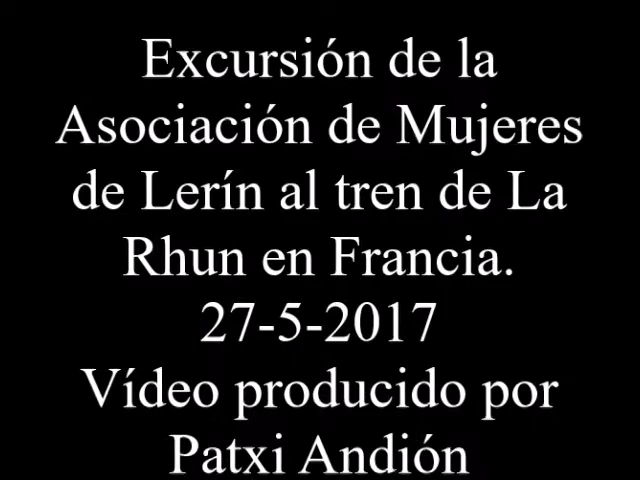 Excursión de la
Asociación de Mujeres
de Lerín al tren de La
Rhun en Francia.
27-5-2017
Vídeo producido por
Patxi Andión